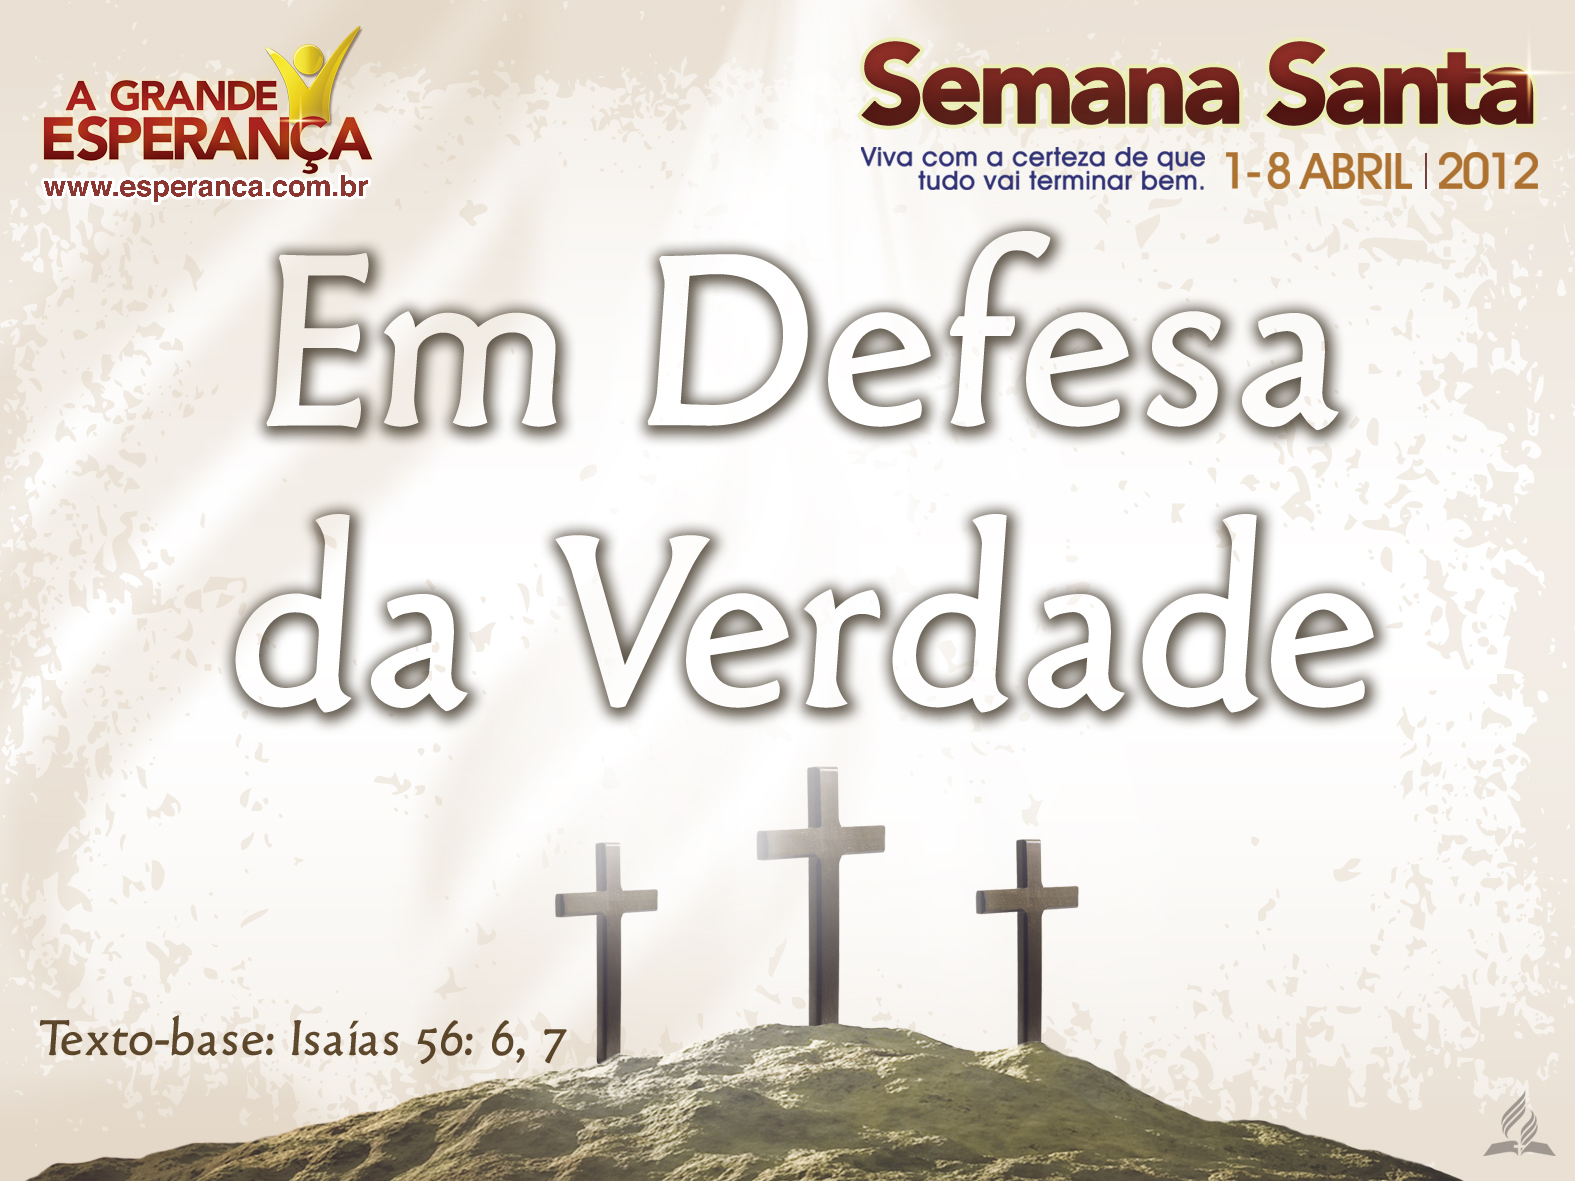 A GRANDE
ESPERANÇA
www.esperanca.com.br
Semana Santa
Viva com a certeza de que
tudo vai terminar bem.
1-8 ABRIL | 2012
Em Defesa
da Verdade
Texto-base: Isaías 56: 6, 7